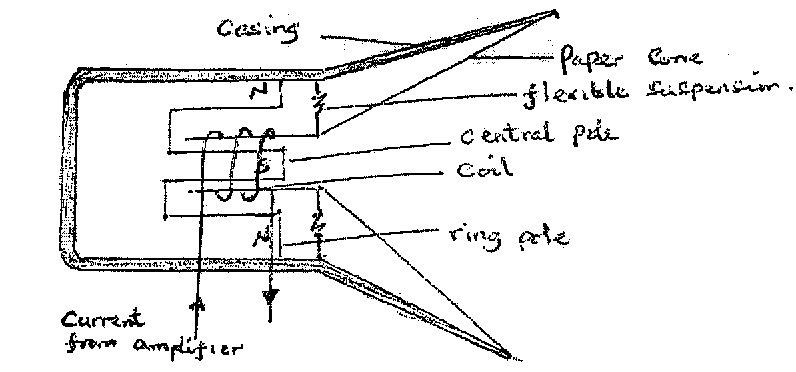 Casing
Paper Cone
flexible suspension.
N
Central pole
S
Coil
N
ring pole
Current
from amplifier